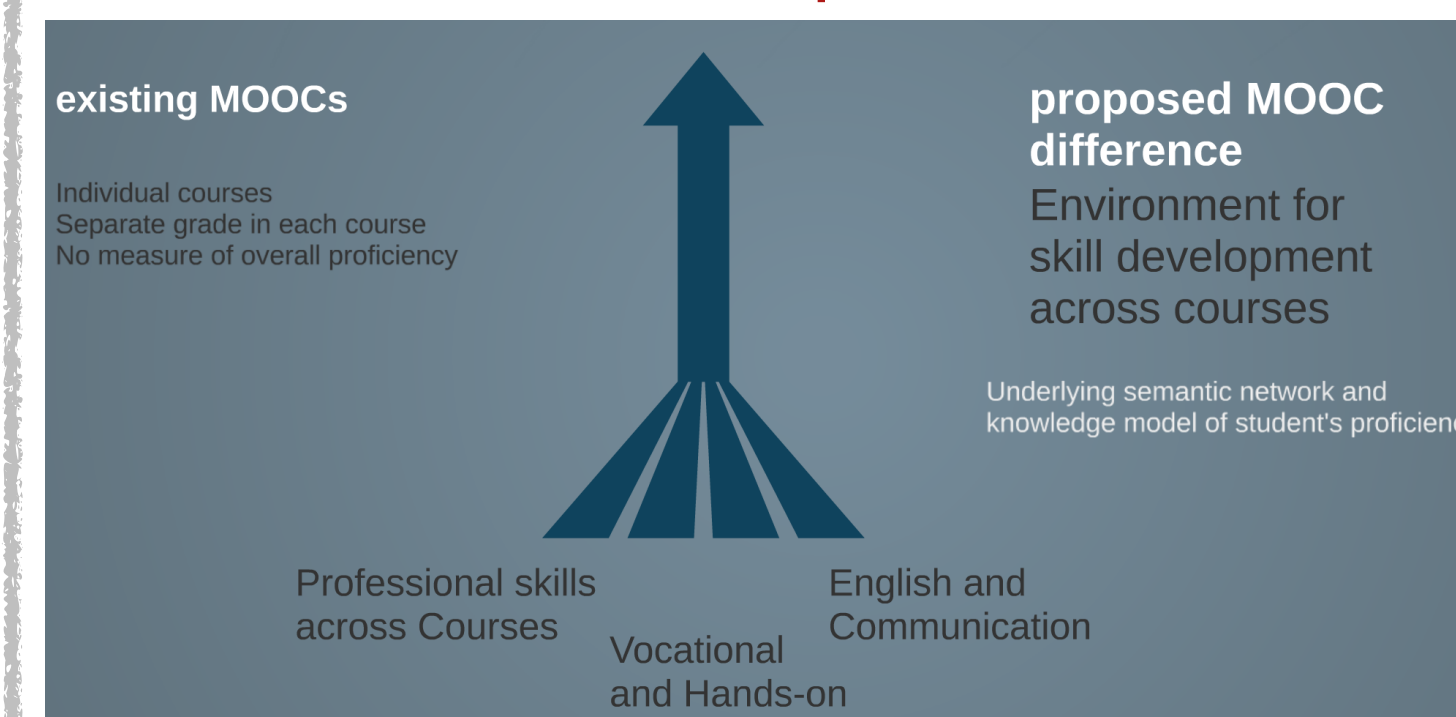 existing MOOCs
Individual courses
Separate grade in each course
No measure of overall proficiency
proposed MOOC
difference
Environment for
skill development
across courses
Underlying semantic network and
knowledge model of student's
Professional skills
across Courses
Vocational
and Hands-on
English and
Communication